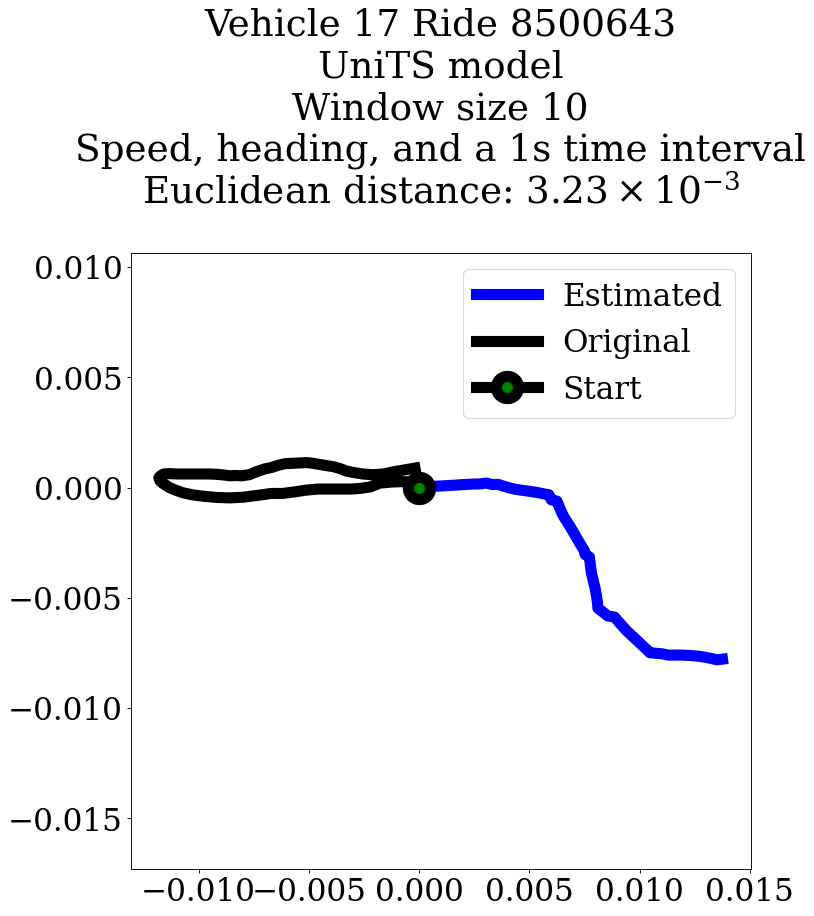 Vehicle 17 Ride 8500643
UniTS model
Window size 10
Speed, heading, and a 1s time interval
Euclidean distance: 3.23 × 10⁻³
Estimated
Original
Start
0.010
0.005
0.000
−0.005
−0.010
−0.015
−0.010 −0.005 0.000 0.005 0.010 0.015